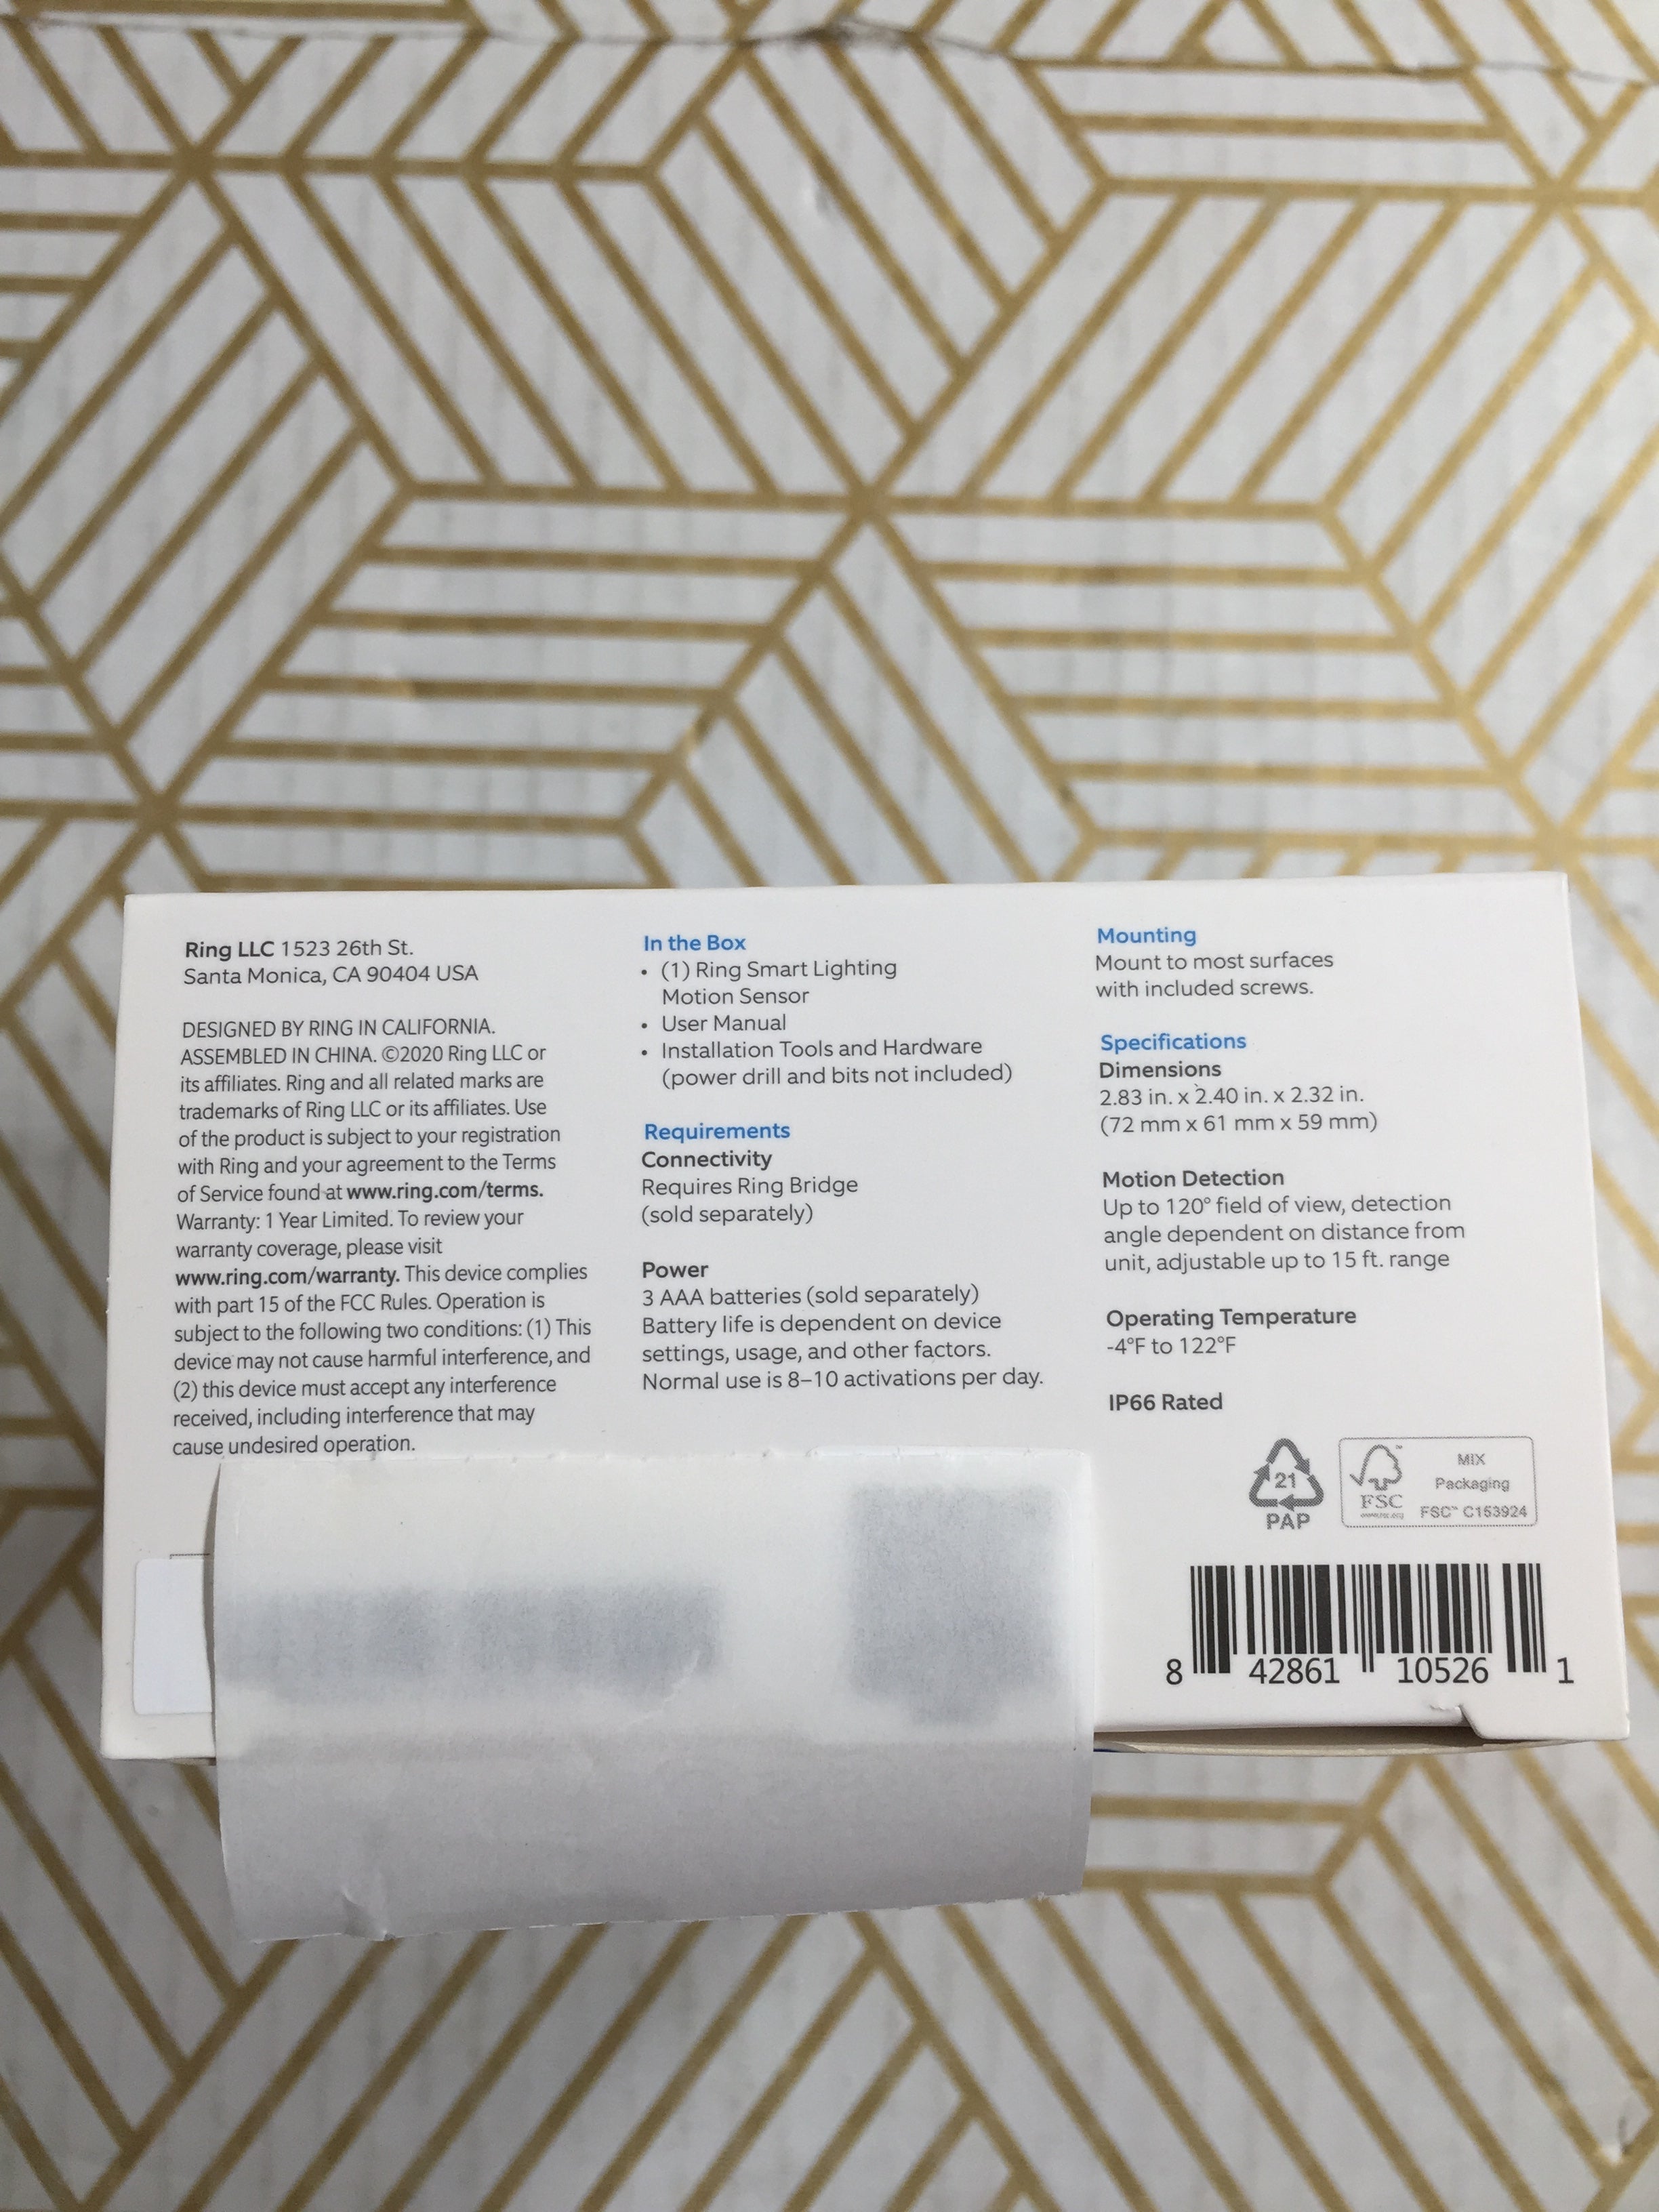 Ring LLC 1523 26th St.
Santa Monica, CA 90404 USA
DESIGNED BY RING IN CALIFORNIA.
ASSEMBLED IN CHINA. ©2020 Ring LLC or
its affiliates. Ring and all related marks are
trademarks of Ring LLC or its affiliates. Use
of the product is subject to your registration
with Ring and your agreement to the Terms
of Service found at www.ring.com/terms.
Warranty: 1 Year Limited. To review your
warranty coverage, please visit
www.ring.com/warranty. This device complies
with part 15 of the FCC Rules. Operation is
subject to the following two conditions: (1) This
device may not cause harmful interference, and
(2) this device must accept any interference
received, including interference that may
cause undesired operation.
In the Box
• (1) Ring Smart Lighting
Motion Sensor
• User Manual
• Installation Tools and Hardware
(power drill and bits not included)
Requirements
Connectivity
Requires Ring Bridge
(sold separately)
Power
3 AAA batteries (sold separately)
Battery life is dependent on device
settings, usage, and other factors.
Normal use is 8–10 activations per day.
Mounting
Mount to most surfaces
with included screws.
Specifications
Dimensions
2.83 in. x 2.40 in. x 2.32 in.
(72 mm x 61 mm x 59 mm)
Motion Detection
Up to 120° field of view, detection
angle dependent on distance from
unit, adjustable up to 15 ft. range
Operating Temperature
-4°F to 122°F
IP66 Rated
21
PAP
FSC
MIX
Packaging
FSC™ C153924
8 42861 10526 1